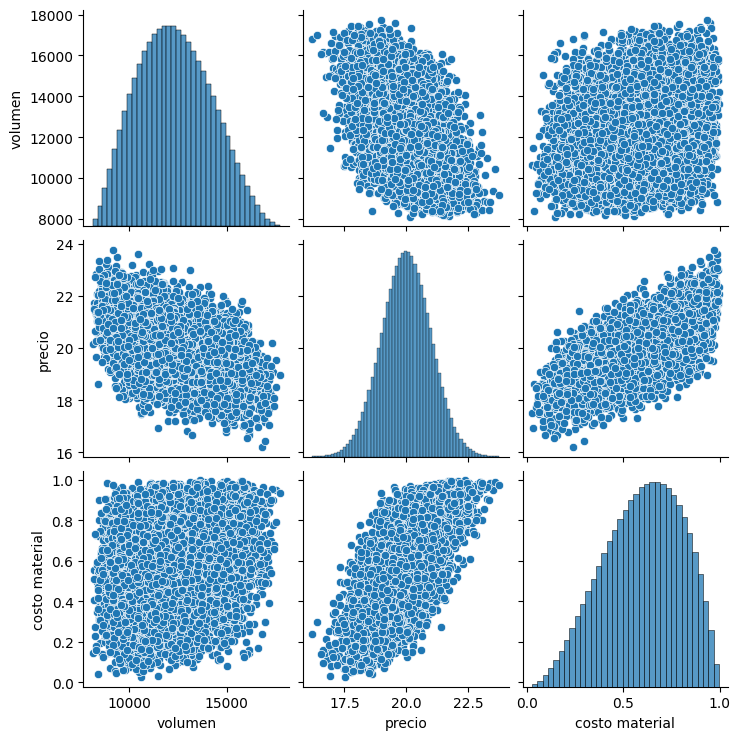 18000
16000
14000
12000
10000
8000
volumen
24
22
20
18
16
precio
1.0
0.8
0.6
0.4
0.2
0.0
costo material
10000 15000
volumen
17.5 20.0 22.5
precio
0.0 0.5 1.0
costo material